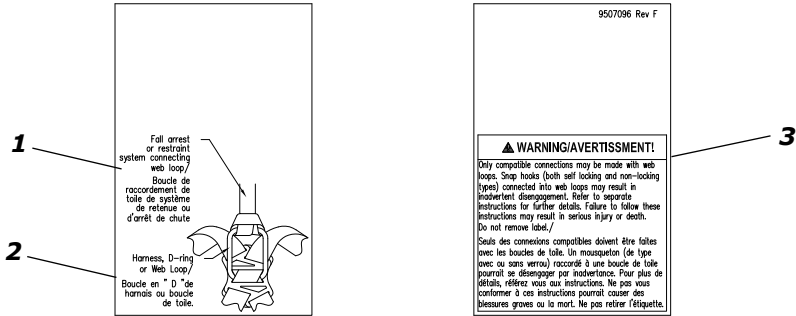 1
Fall arrest
or restraint
system connecting
web loop/
Boucle de
raccordement de
toile de système
de retenue ou
d'arrêt de chute
2
Harness, D-ring
or Web Loop/
Boucle en " D "de
harnais ou boucle
de toile.
9507096 Rev F
3
WARNING/AVERTISSMENT!
Only compatible connections may be made with web
loops. Snap hooks (both self locking and non-locking
types) connected into web loops may result in
inadvertent disengagement. Refer to separate
instructions for further details. Failure to follow these
instructions may result in serious injury or death.
Do not remove label./
Seuls des connexions compatibles doivent être faites
avec les boucles de toile. Un mousqueton (de type
avec ou sans verrou) raccordé à une boucle de toile
pourrait se désengager par inadvertance. Pour plus de
détails, référez vous aux instructions. Ne pas vous
conformer à ces instructions pourrait causer des
blessures graves ou la mort. Ne pas retirer l'étiquette.